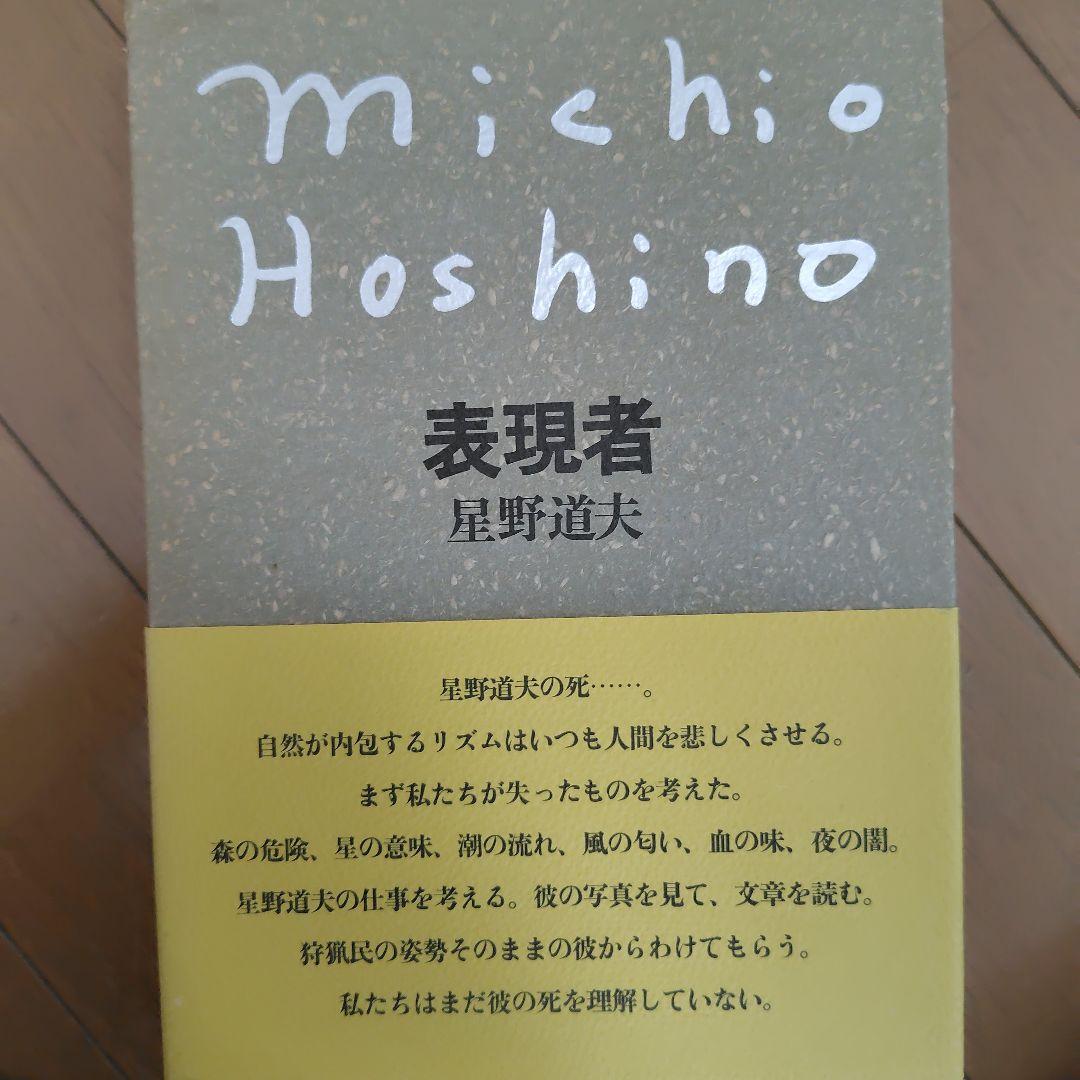 Michio
Hoshino
表現者
星野道夫
星野道夫の死……。
自然が内包するリズムはいつも人間を悲しくさせる。
まず私たちが失ったものを考えた。
森の危険、星の意味、潮の流れ、風の匂い、血の味、夜の闇。
星野道夫の仕事を考える。彼の写真を見て、文章を読む。
狩猟民の姿勢そのままの彼からわけてもらう。
私たちはまだ彼の死を理解していない。